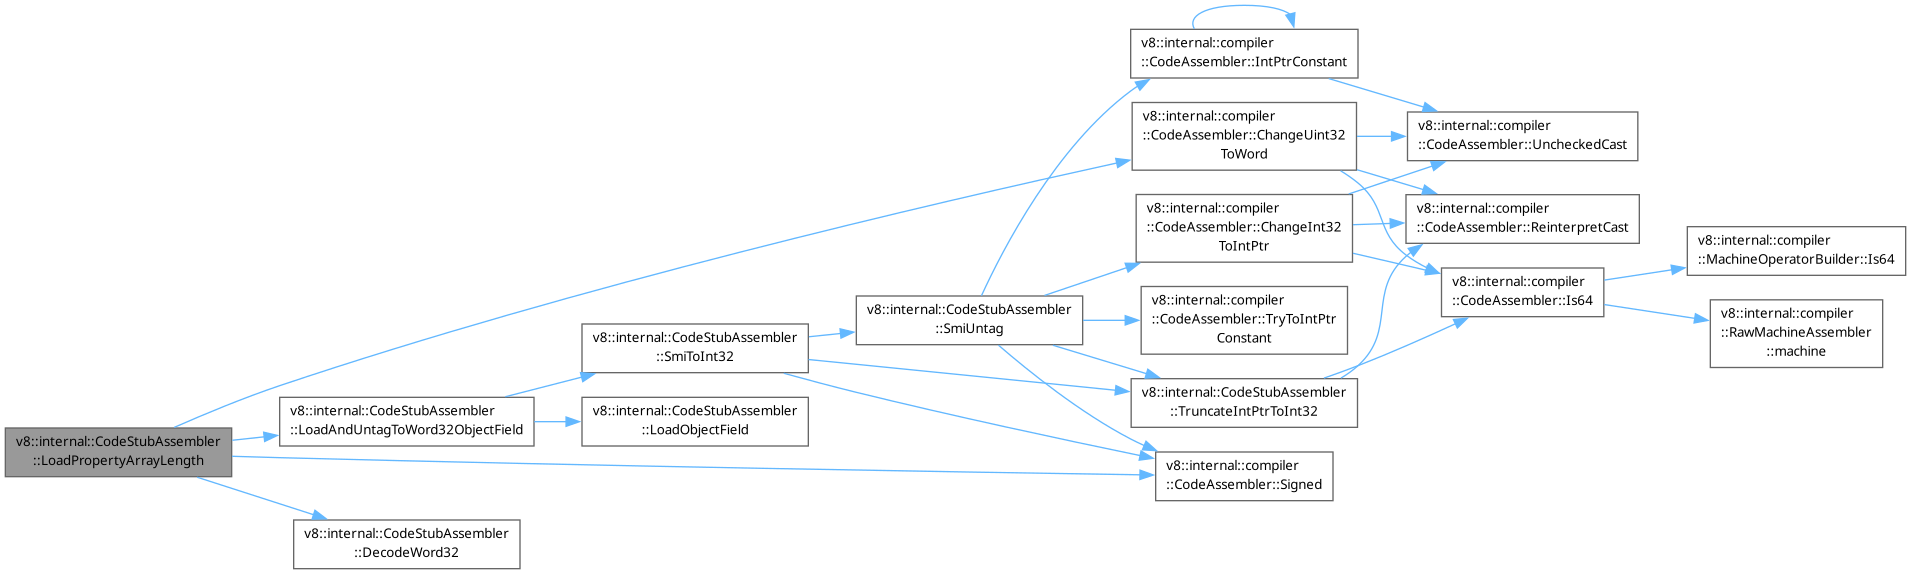 v8::internal::compiler
::CodeAssembler::IntPtrConstant
v8::internal::compiler
::CodeAssembler::ChangeUint32
ToWord
v8::internal::compiler
::CodeAssembler::UncheckedCast
v8::internal::compiler
::CodeAssembler::ChangeInt32
ToIntPtr
v8::internal::compiler
::CodeAssembler::ReinterpretCast
v8::internal::compiler
::MachineOperatorBuilder::Is64
v8::internal::compiler
::CodeAssembler::Is64
v8::internal::compiler
::RawMachineAssembler
::machine
v8::internal::CodeStubAssembler
::SmiUntag
v8::internal::compiler
::CodeAssembler::TryToIntPtr
Constant
v8::internal::CodeStubAssembler
::SmiToInt32
v8::internal::CodeStubAssembler
::TruncateIntPtrToInt32
v8::internal::CodeStubAssembler
::LoadAndUntagToWord32ObjectField
v8::internal::CodeStubAssembler
::LoadObjectField
v8::internal::CodeStubAssembler
::LoadPropertyArrayLength
v8::internal::compiler
::CodeAssembler::Signed
v8::internal::CodeStubAssembler
::DecodeWord32